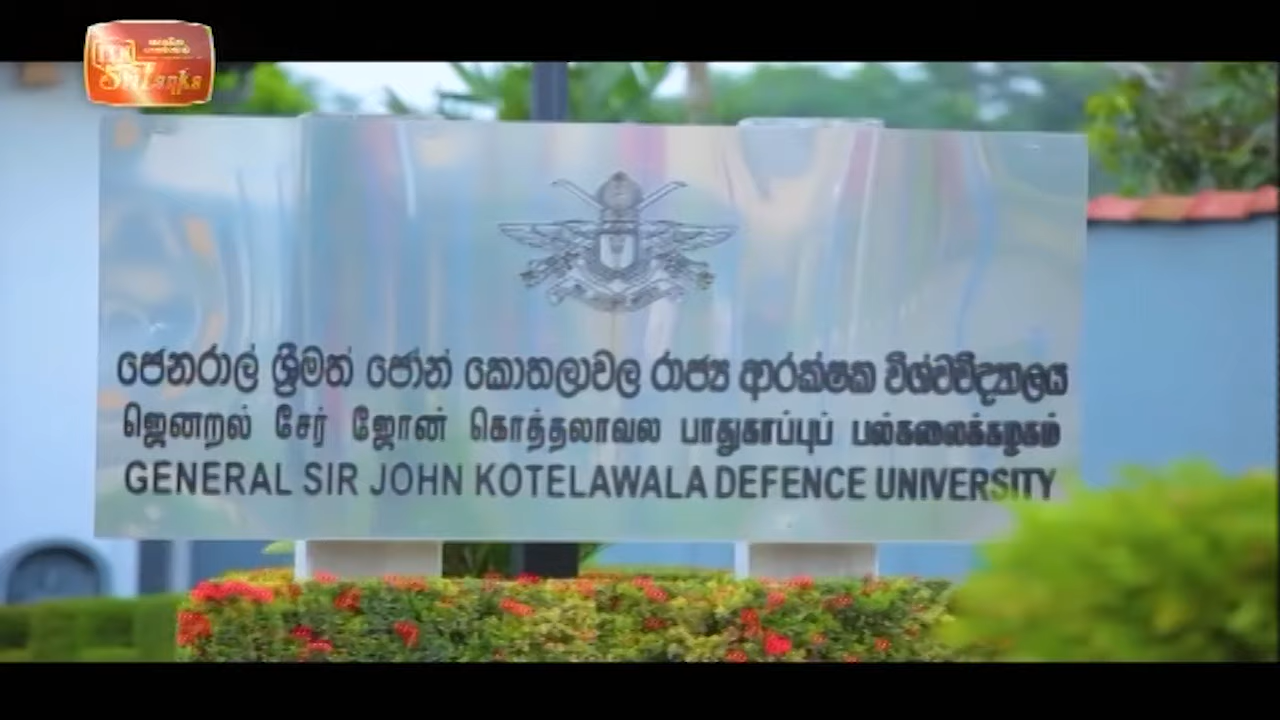 ජෙනරාල් ශ්‍රීමත් ජෝන් කොතලාවල රාජ්‍ය ආරක්ෂක විශ්වවිද්‍යාලය
ஜெனறல் சேர் ஜோன் கொத்தலாவல பாதுகாப்புப் பல்கலைக்கழகம்
GENERAL SIR JOHN KOTELAWALA DEFENCE UNIVERSITY